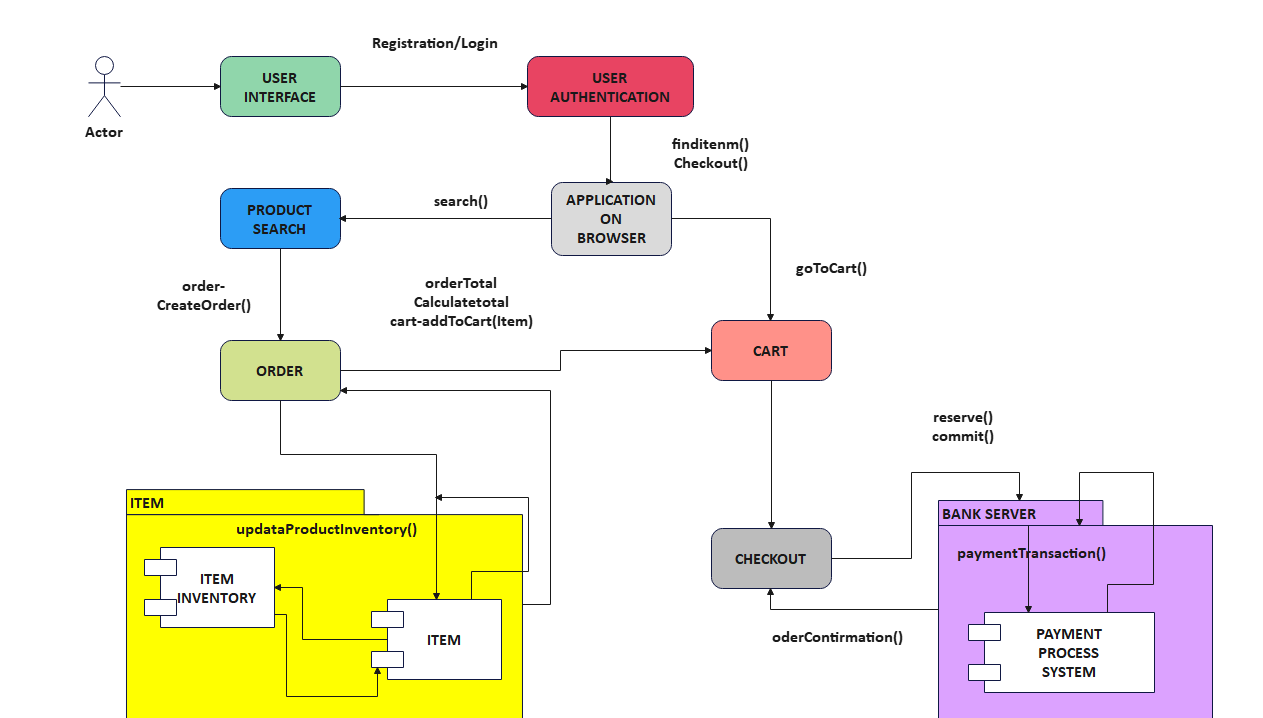 Registration/Login
USER
INTERFACE
USER
AUTHENTICATION
Actor
finditenm()
Checkout()
PRODUCT
SEARCH
search()
APPLICATION
ON
BROWSER
goToCart()
order-
CreateOrder()
orderTotal
Calculatetotal
cart-addToCart(Item)
ORDER
CART
reserve()
commit()
ITEM
updataProductInventory()
ITEM
INVENTORY
ITEM
CHECKOUT
BANK SERVER
paymentTransaction()
oderConfirmation()
PAYMENT
PROCESS
SYSTEM